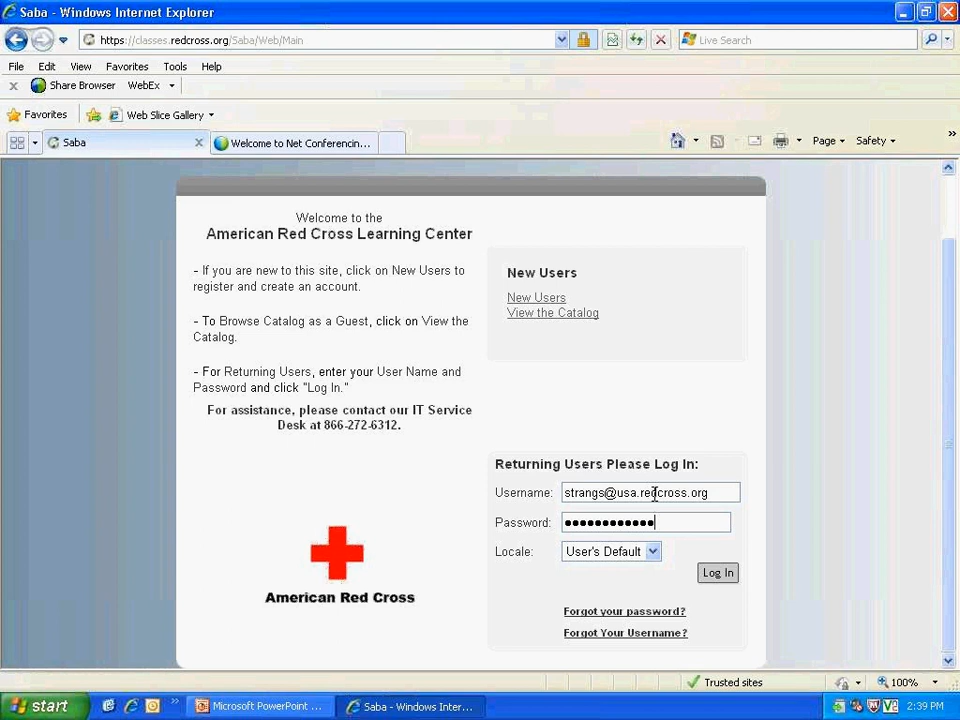 Saba - Windows Internet Explorer
https://classes.redcross.org/Saba/Web/Main
Live Search
File Edit View Favorites Tools Help
x Share Browser WebEx
Favorites Web Slice Gallery
Saba x Welcome to Net Conferencin... Page Safety »
Welcome to the
American Red Cross Learning Center
- If you are new to this site, click on New Users to
register and create an account.
- To Browse Catalog as a Guest, click on View the
Catalog.
- For Returning Users, enter your User Name and
Password and click "Log In."
For assistance, please contact our IT Service
Desk at 866-272-6312.
American Red Cross
New Users
New Users
View the Catalog
Returning Users Please Log In:
Username: strangs@usa.redcross.org
Password: ●●●●●●●●●●●●
Locale: User's Default
Log In
Forgot your password?
Forgot Your Username?
Trusted sites 100%
start » Microsoft PowerPoint ... Saba - Windows Inter... V2 2:39 PM